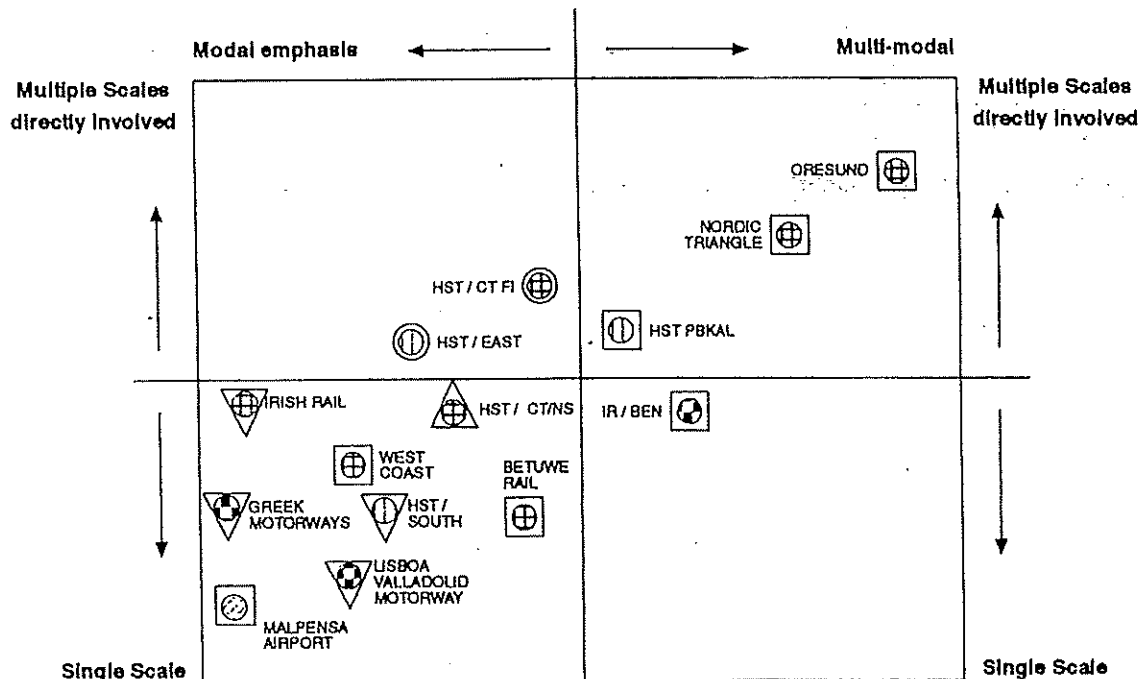 Modal emphasis
Multi-modal
Multiple Scales
directly involved
Multiple Scales
directly involved
ORESUND
NORDIC
TRIANGLE
HST / CT FI
HST / EAST
HST PBKAL
IRISH RAIL
HST / CT/NS
IR / BEN
WEST
COAST
BETUWE
RAIL
GREEK
MOTORWAYS
HST /
SOUTH
LISBOA
VALLADOLID
MOTORWAY
MALPENSA
AIRPORT
Single Scale
Single Scale